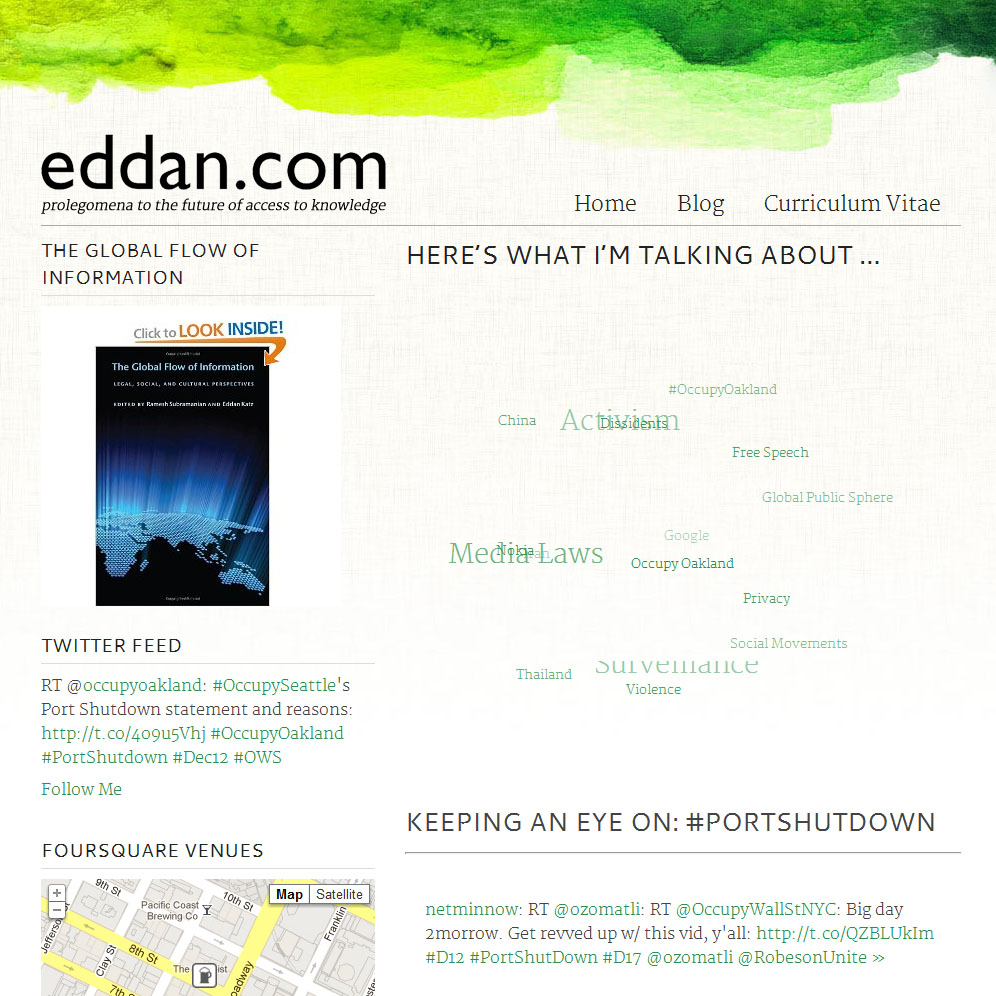 eddan.com
prolegomena to the future of access to knowledge
Home Blog Curriculum Vitae
THE GLOBAL FLOW OF
INFORMATION
Click to LOOK INSIDE!
The Global Flow of Information
LEGAL, SOCIAL, AND CULTURAL PERSPECTIVES
EDITED BY Ramesh Subramanian AND Eddan Katz
TWITTER FEED
RT @occupyoakland: #OccupySeattle's
Port Shutdown statement and reasons:
http://t.co/4o9u5Vhj #OccupyOakland
#PortShutdown #Dec12 #OWS
Follow Me
FOURSQUARE VENUES
9th St
10th St
Map Satellite
+
−
Pacific Coast
Brewing Co
Franklin
Jefferson
Clay St
The
7th
HERE'S WHAT I'M TALKING ABOUT ...
#OccupyOakland
China
Activism
Dissidents
Free Speech
Global Public Sphere
Google
Nokia
Media Laws
Occupy Oakland
Privacy
Social Movements
Surveillance
Thailand
Violence
KEEPING AN EYE ON: #PORTSHUTDOWN
netminnow: RT @ozomatli: RT @OccupyWallStNYC: Big day
2morrow. Get revved up w/ this vid, y'all: http://t.co/QZBLUkIm
#D12 #PortShutDown #D17 @ozomatli @RobesonUnite »